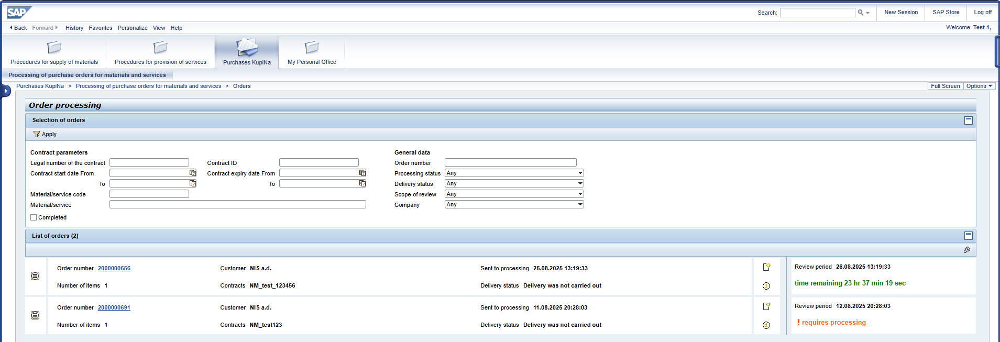 SAP
Search:
New Session
SAP Store
Log off
Back Forward History Favorites Personalize View Help
Welcome: Test 1,
Procedures for supply of materials
Procedures for provision of services
Purchases KupiNa
My Personal Office
Processing of purchase orders for materials and services
Purchases KupiNa > Processing of purchase orders for materials and services > Orders
Full Screen
Options
Order processing
Selection of orders
Apply
Contract parameters
General data
Legal number of the contract
Contract ID
Order number
Contract start date From
Contract expiry date From
Processing status Any
To
To
Delivery status Any
Material/service code
Scope of review Any
Material/service
Company Any
Completed
List of orders (2)
Order number 2000000656
Customer NIS a.d.
Sent to processing 25.08.2025 13:19:33
Review period 26.08.2025 13:19:33
Number of items 1
Contracts NM_test_123456
Delivery status Delivery was not carried out
time remaining 23 hr 37 min 19 sec
Order number 2000000691
Customer NIS a.d.
Sent to processing 11.08.2025 20:28:03
Review period 12.08.2025 20:28:03
Number of items 1
Contracts NM_test123
Delivery status Delivery was not carried out
! requires processing